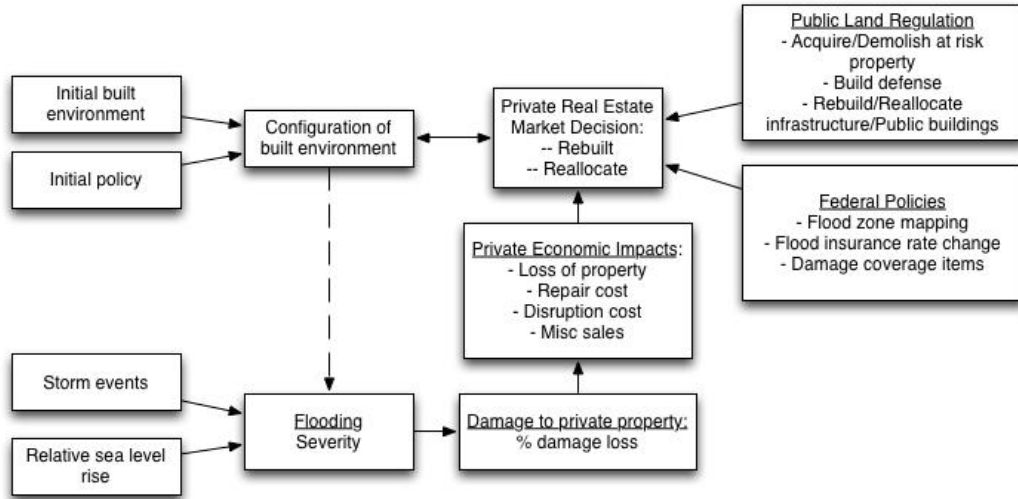 Initial built
environment
Initial policy
Configuration of
built environment
Private Real Estate
Market Decision:
-- Rebuilt
-- Reallocate
Public Land Regulation
- Acquire/Demolish at risk
property
- Build defense
- Rebuild/Reallocate
infrastructure/Public buildings
Federal Policies
- Flood zone mapping
- Flood insurance rate change
- Damage coverage items
Private Economic Impacts:
- Loss of property
- Repair cost
- Disruption cost
- Misc sales
Storm events
Relative sea level
rise
Flooding
Severity
Damage to private property:
% damage loss